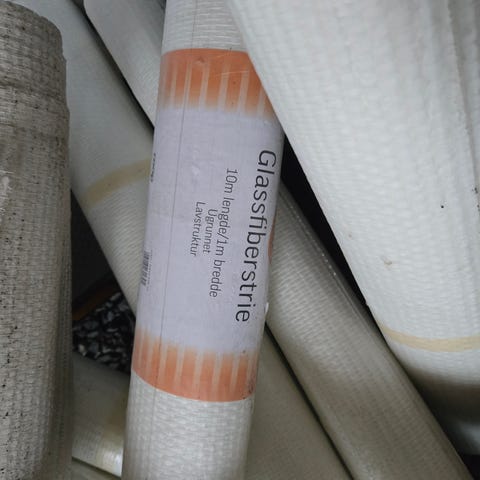 Glassfiberstrie
10m lengde/1m bredde
Ugrunnet
Lavstruktur